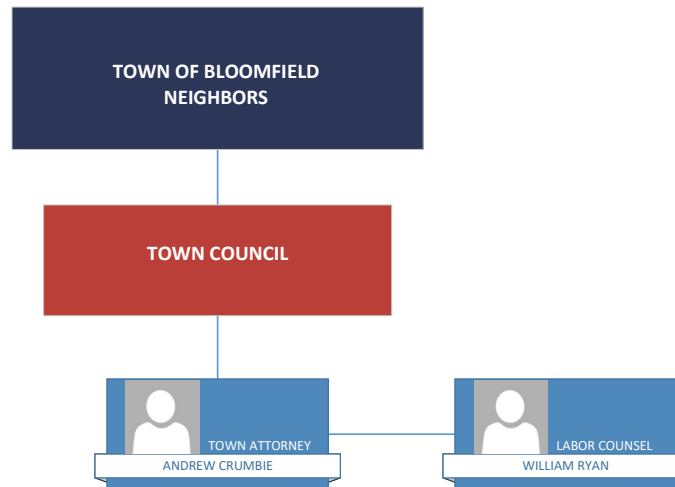 TOWN OF BLOOMFIELD
NEIGHBORS
TOWN COUNCIL
TOWN ATTORNEY
ANDREW CRUMBIE
LABOR COUNSEL
WILLIAM RYAN